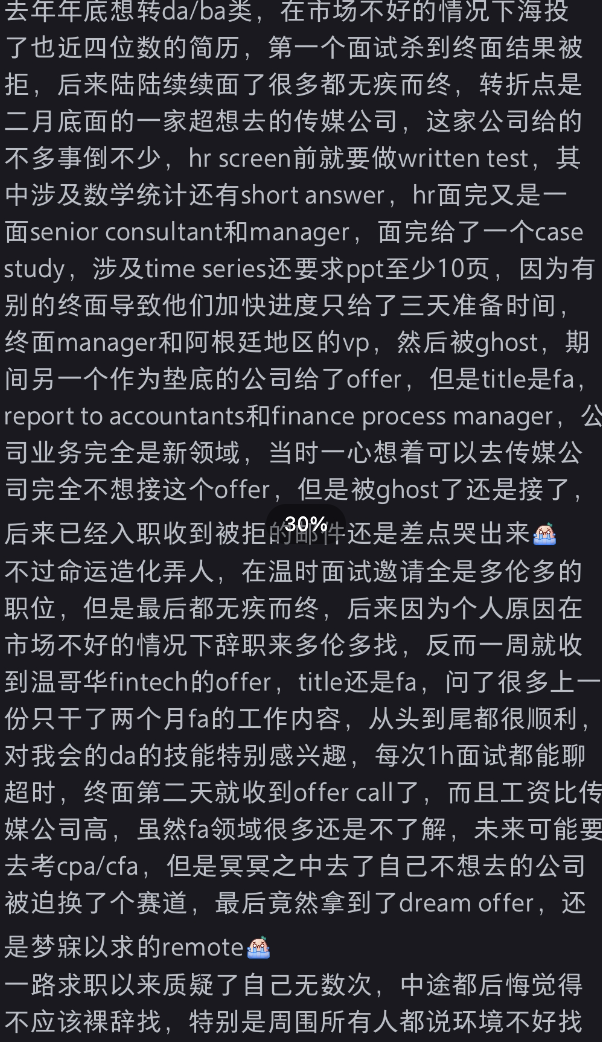 去年年底想转da/ba类，在市场不好的情况下海投
了也近四位数的简历，第一个面试杀到终面结果被
拒，后来陆陆续续面了很多都无疾而终，转折点是
二月底面的一家超想去的传媒公司，这家公司给的
不多事倒不少，hr screen前就要做written test，其
中涉及数学统计还有short answer，hr面完又是一
面senior consultant和manager，面完给了一个case
study，涉及time series还要求ppt至少10页，因为有
别的终面导致他们加快进度只给了三天准备时间，
终面manager和阿根廷地区的vp，然后被ghost，期
间另一个作为垫底的公司给了offer，但是title是fa，
report to accountants和finance process manager，公
司业务完全是新领域，当时一心想着可以去传媒公
司完全不想接这个offer，但是被ghost了还是接了，
30%
后来已经入职收到被拒的邮件还是差点哭出来
不过命运造化弄人，在温时面试邀请全是多伦多的
职位，但是最后都无疾而终，后来因为个人原因在
市场不好的情况下辞职来多伦多找，反而一周就收
到温哥华fintech的offer，title还是fa，问了很多上一
份只干了两个月fa的工作内容，从头到尾都很顺利，
对我会的da的技能特别感兴趣，每次1h面试都能聊
超时，终面第二天就收到offer call了，而且工资比传
媒公司高，虽然fa领域很多还是不了解，未来可能要
去考cpa/cfa，但是冥冥之中去了自己不想去的公司
被迫换了个赛道，最后竟然拿到了dream offer，还
是梦寐以求的remote
一路求职以来质疑了自己无数次，中途都后悔觉得
不应该裸辞找，特别是周围所有人都说环境不好找